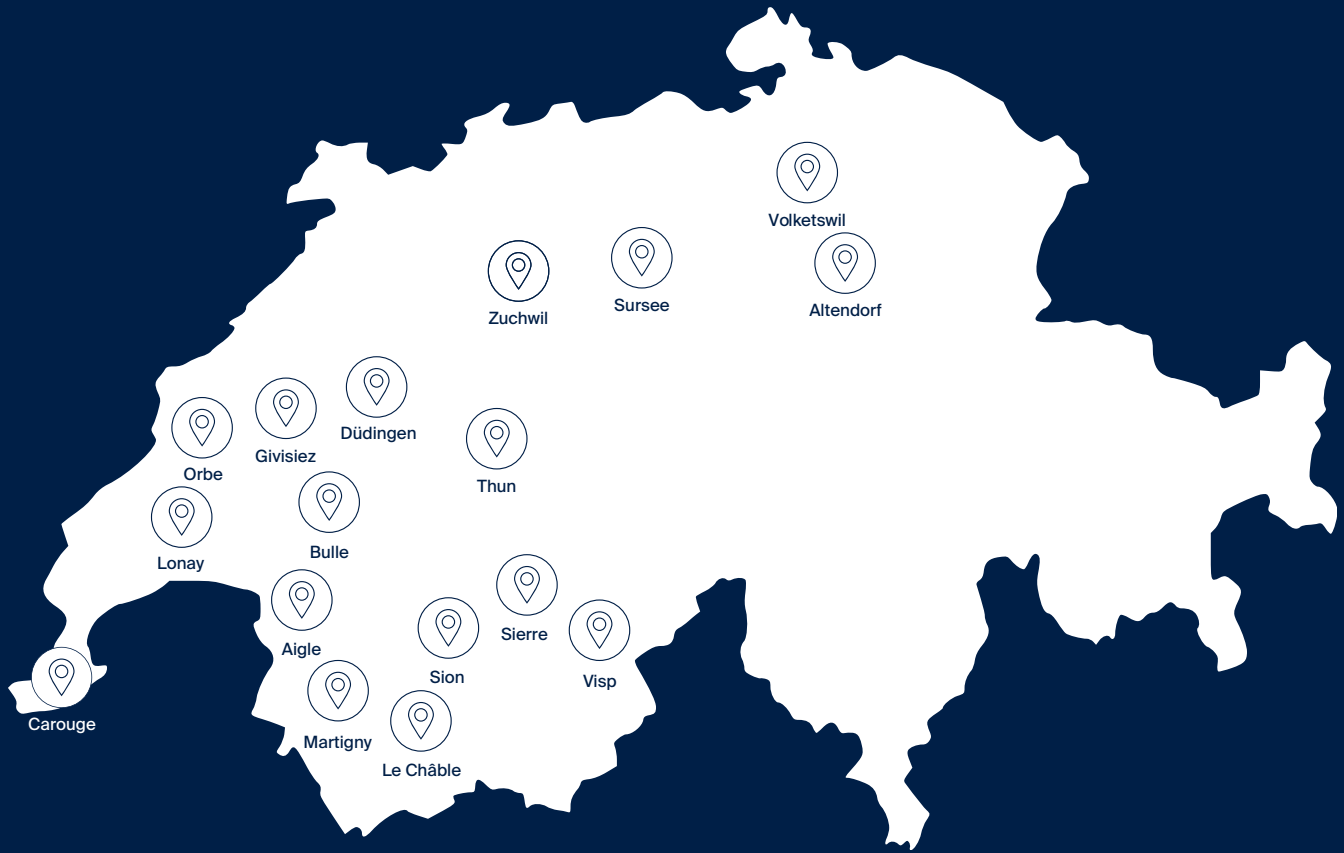 Volketswil
Sursee
Altendorf
Zuchwil
Düdingen
Givisiez
Orbe
Thun
Bulle
Lonay
Sierre
Aigle
Sion
Visp
Carouge
Martigny
Le Châble